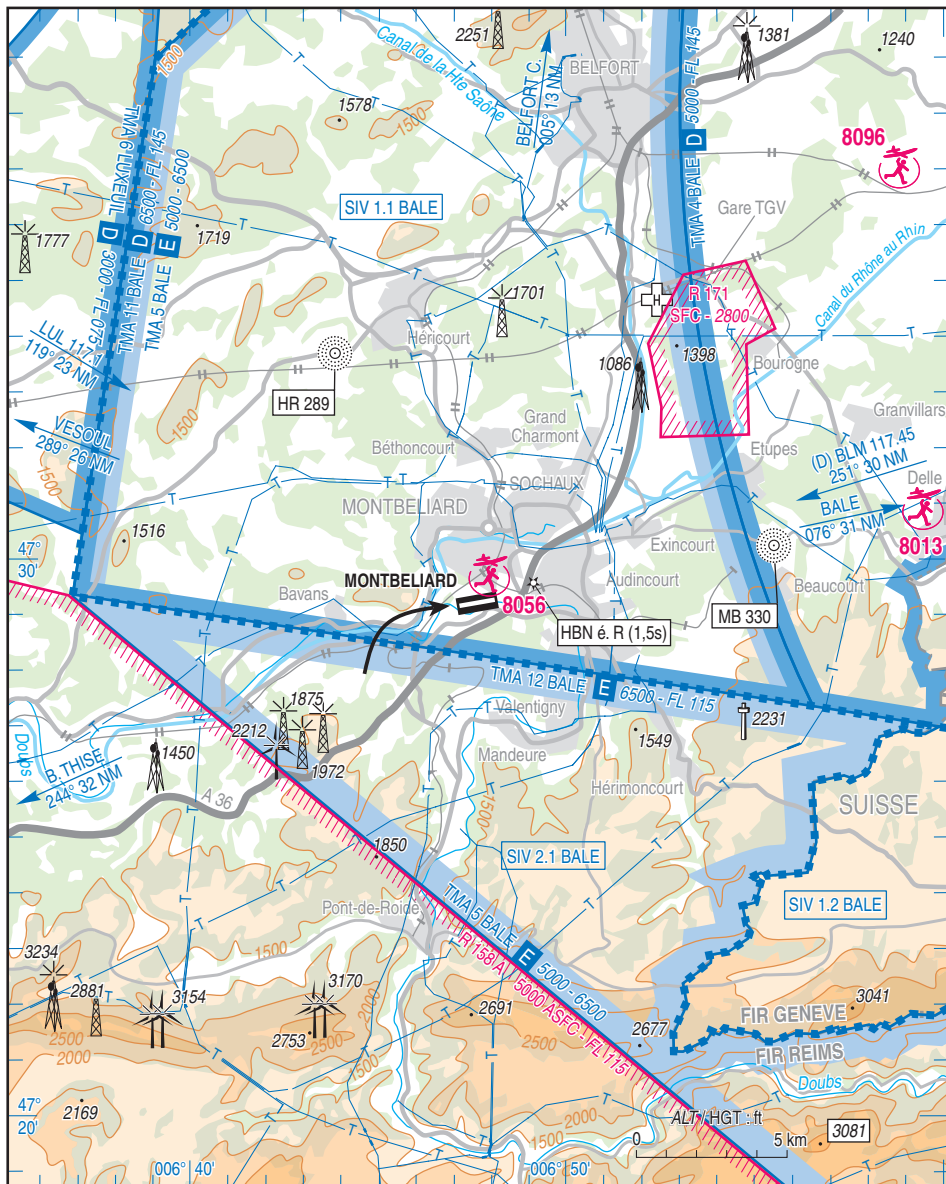 2251
1381
1240
Canal de la Hte Saône
BELFORT
BELFORT C.
005° 13 NM
5000 - FL 145
D
TMA 4 BALE
1500
1578
1500
8096
TMA 6 LUXEUIL
D
3000 - FL 075
TMA 11 BALE
D
6500 - FL 145
TMA 5 BALE
E
5000 - 6500
SIV 1.1 BALE
Gare TGV
1777
1719
Canal du Rhône au Rhin
1701
R 171
SFC - 2800
H
LUL 117.1
119° 23 NM
Héricourt
1086
1398
Bourogne
HR 289
1500
VESOUL
289° 26 NM
Grand
Charmont
Granvillars
Béthoncourt
Etupes
(D) BLM 117.45
251° 30 NM
Delle
1500
SOCHAUX
MONTBELIARD
BALE
076° 31 NM
8013
1516
47°
30'
Exincourt
MONTBELIARD
Audincourt
Beaucourt
Bavans
8056
HBN é. R (1,5s)
MB 330
TMA 12 BALE
E
6500 - FL 115
1875
2212
1972
Valentigny
2231
1450
1549
Mandeure
Doubs
B. THISE
244° 32 NM
A 36
Hérimoncourt
1500
SUISSE
1850
SIV 2.1 BALE
SIV 1.2 BALE
Pont-de-Roide
TMA 5 BALE
E
5000 - 6500
R 158 A / 5000 ASFC - FL 115
3234
1500
2881
3154
3170
2000
2691
3041
2753
2500
2500
2000
2500
2677
FIR GENEVE
FIR REIMS
1500
Doubs
47°
20'
2169
2000
1500
ALT / HGT : ft
0
5 km
3081
006° 40'
006° 50'